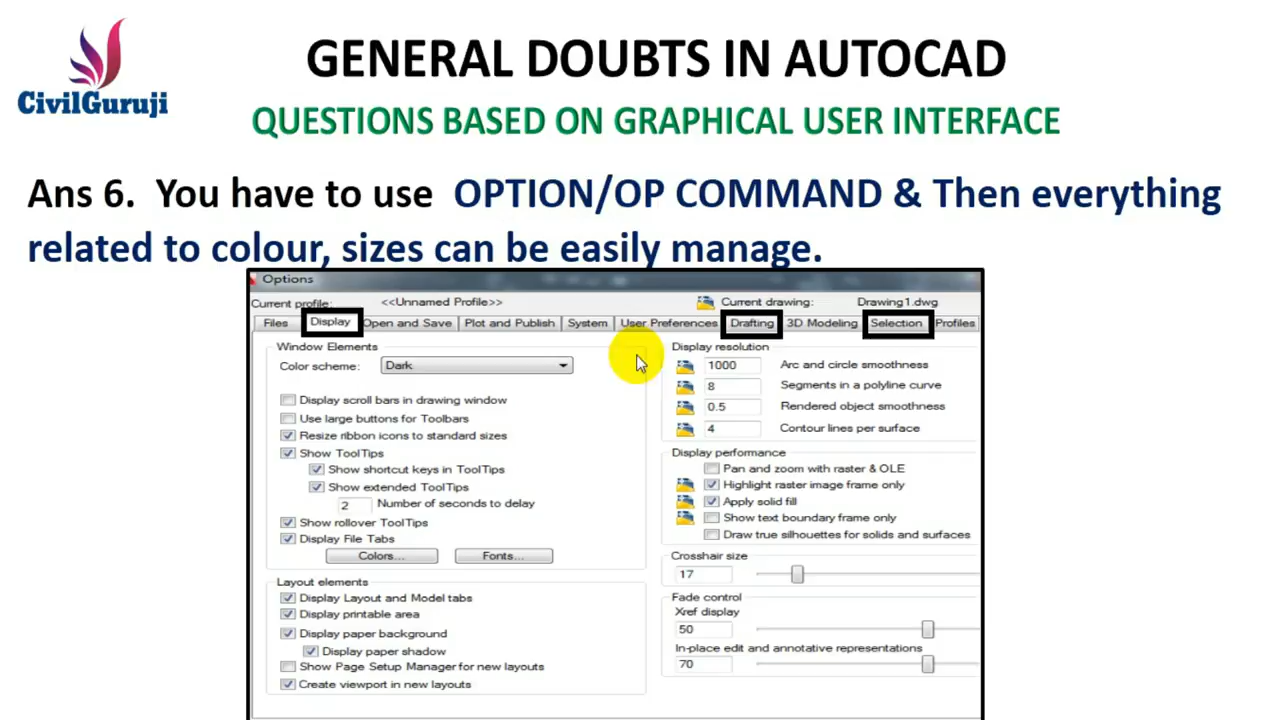 CivilGuruji
GENERAL DOUBTS IN AUTOCAD
QUESTIONS BASED ON GRAPHICAL USER INTERFACE
Ans 6. You have to use OPTION/OP COMMAND & Then everything
related to colour, sizes can be easily manage.
Options
Current profile: <<Unnamed Profile>> Current drawing: Drawing1.dwg
Files Display Open and Save Plot and Publish System User Preferences Drafting 3D Modeling Selection Profiles
Window Elements
Color scheme: Dark
Display scroll bars in drawing window
Use large buttons for Toolbars
Resize ribbon icons to standard sizes
Show ToolTips
Show shortcut keys in ToolTips
Show extended ToolTips
2 Number of seconds to delay
Show rollover ToolTips
Display File Tabs
Colors... Fonts...
Layout elements
Display Layout and Model tabs
Display printable area
Display paper background
Display paper shadow
Show Page Setup Manager for new layouts
Create viewport in new layouts
Display resolution
1000 Arc and circle smoothness
8 Segments in a polyline curve
0.5 Rendered object smoothness
4 Contour lines per surface
Display performance
Pan and zoom with raster & OLE
Highlight raster image frame only
Apply solid fill
Show text boundary frame only
Draw true silhouettes for solids and surfaces
Crosshair size
17
Fade control
Xref display
50
In-place edit and annotative representations
70